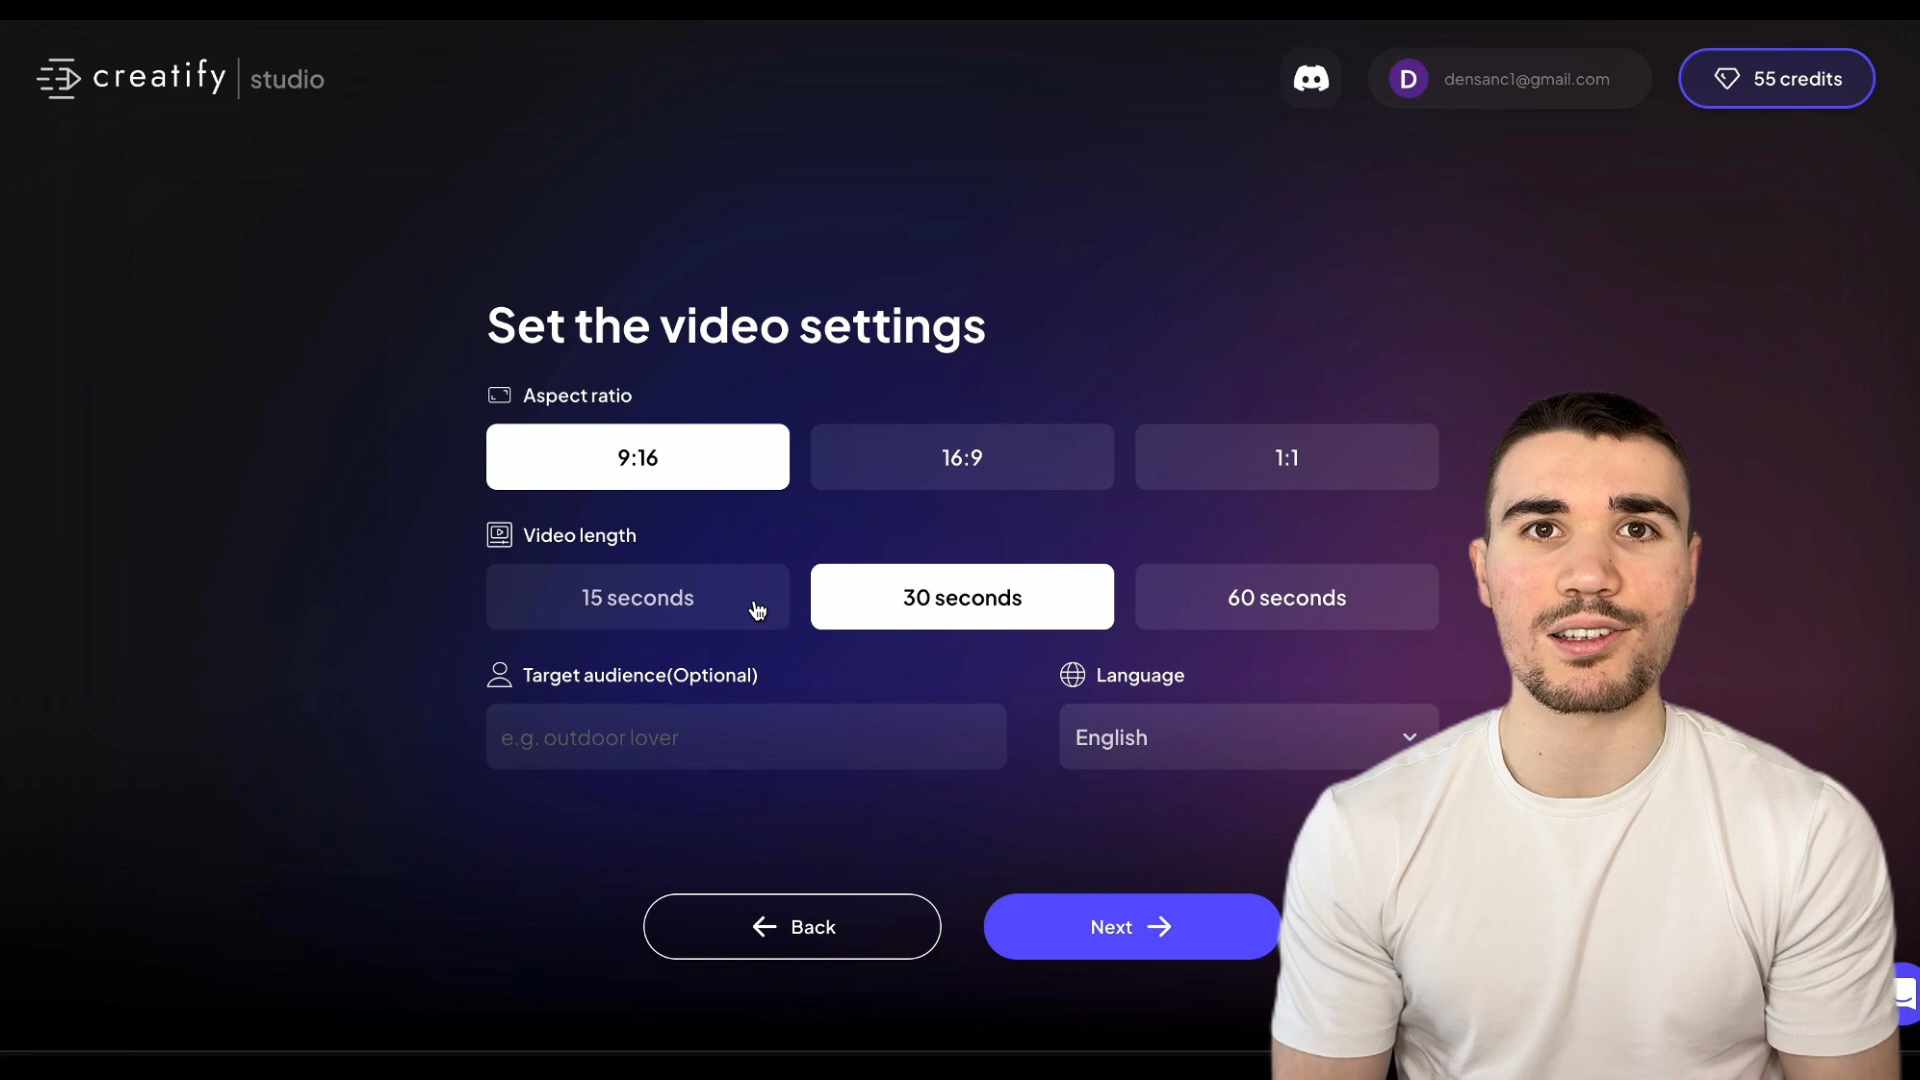 creatify | studio
D densanc1@gmail.com
55 credits
Set the video settings
Aspect ratio
9:16 16:9 1:1
Video length
15 seconds 30 seconds 60 seconds
Target audience(Optional) Language
e.g. outdoor lover English
Back Next